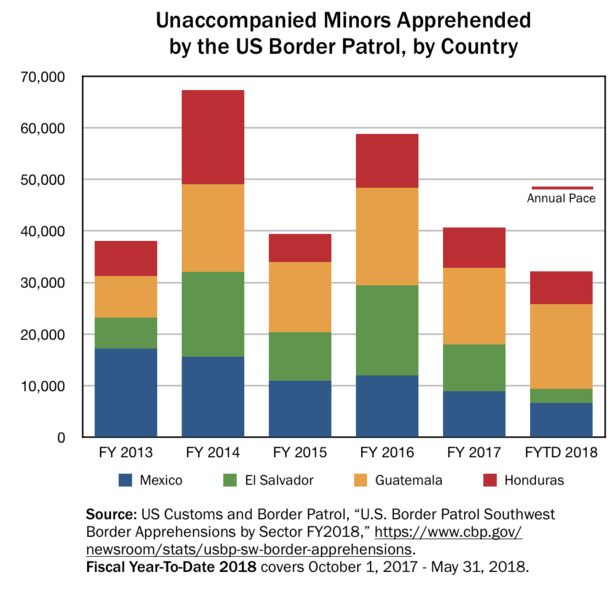 Unaccompanied Minors Apprehended
by the US Border Patrol, by Country
70,000
60,000
50,000
40,000
30,000
20,000
10,000
0
Annual Pace
FY 2013 FY 2014 FY 2015 FY 2016 FY 2017 FYTD 2018
Mexico El Salvador Guatemala Honduras
Source: US Customs and Border Patrol, “U.S. Border Patrol Southwest
Border Apprehensions by Sector FY2018,” https://www.cbp.gov/
newsroom/stats/usbp-sw-border-apprehensions.
Fiscal Year-To-Date 2018 covers October 1, 2017 - May 31, 2018.